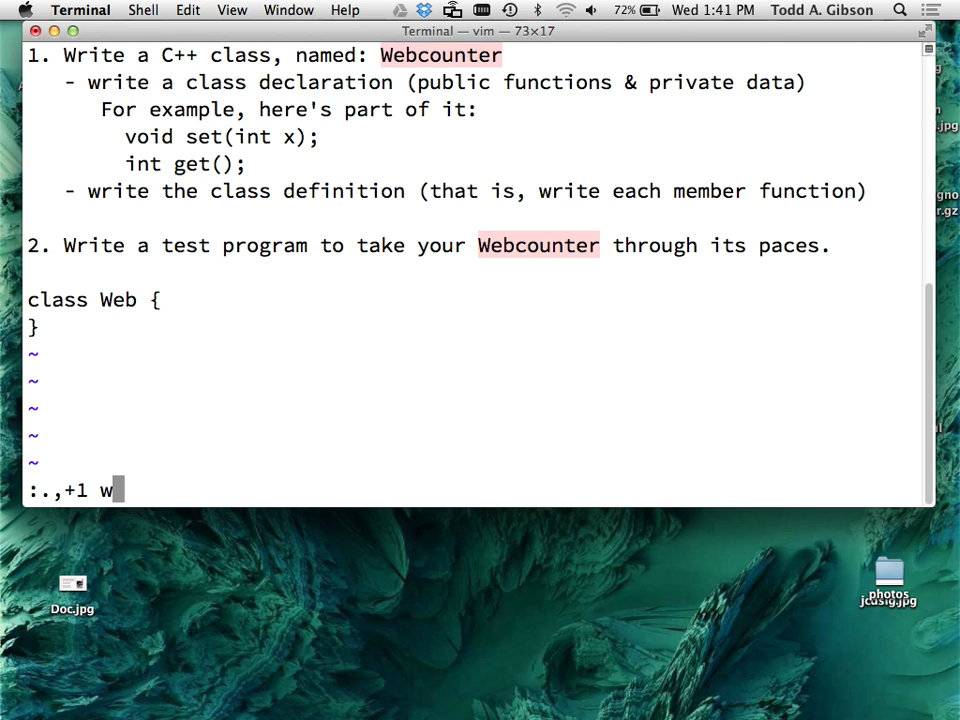 Terminal Shell Edit View Window Help 72% Wed 1:41 PM Todd A. Gibson
Terminal — vim — 73×17
1. Write a C++ class, named: Webcounter
- write a class declaration (public functions & private data)
For example, here's part of it:
void set(int x);
int get();
- write the class definition (that is, write each member function)
2. Write a test program to take your Webcounter through its paces.
class Web {
}
~
~
~
~
~
:.,+1 w
Doc.jpg
photos